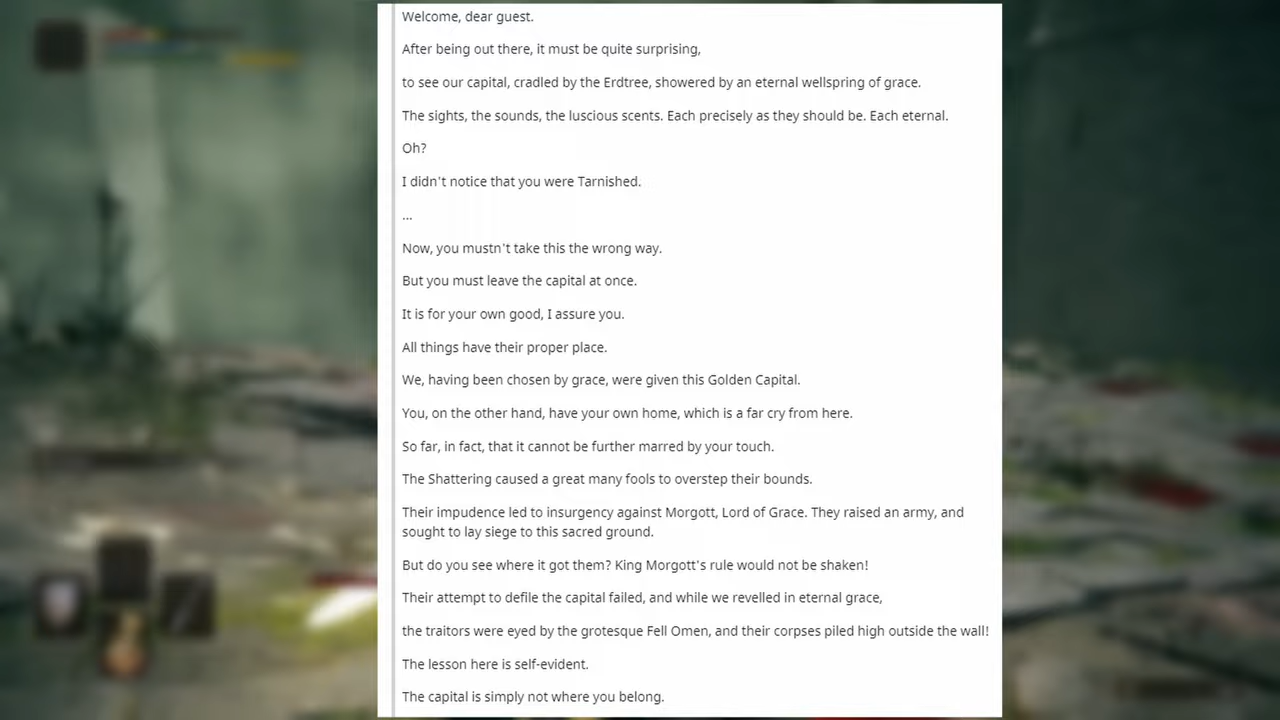 Welcome, dear guest.
After being out there, it must be quite surprising,
to see our capital, cradled by the Erdtree, showered by an eternal wellspring of grace.
The sights, the sounds, the luscious scents. Each precisely as they should be. Each eternal.
Oh?
I didn't notice that you were Tarnished.
...
Now, you mustn't take this the wrong way.
But you must leave the capital at once.
It is for your own good, I assure you.
All things have their proper place.
We, having been chosen by grace, were given this Golden Capital.
You, on the other hand, have your own home, which is a far cry from here.
So far, in fact, that it cannot be further marred by your touch.
The Shattering caused a great many fools to overstep their bounds.
Their impudence led to insurgency against Morgott, Lord of Grace. They raised an army, and
sought to lay siege to this sacred ground.
But do you see where it got them? King Morgott's rule would not be shaken!
Their attempt to defile the capital failed, and while we revelled in eternal grace,
the traitors were eyed by the grotesque Fell Omen, and their corpses piled high outside the wall!
The lesson here is self-evident.
The capital is simply not where you belong.